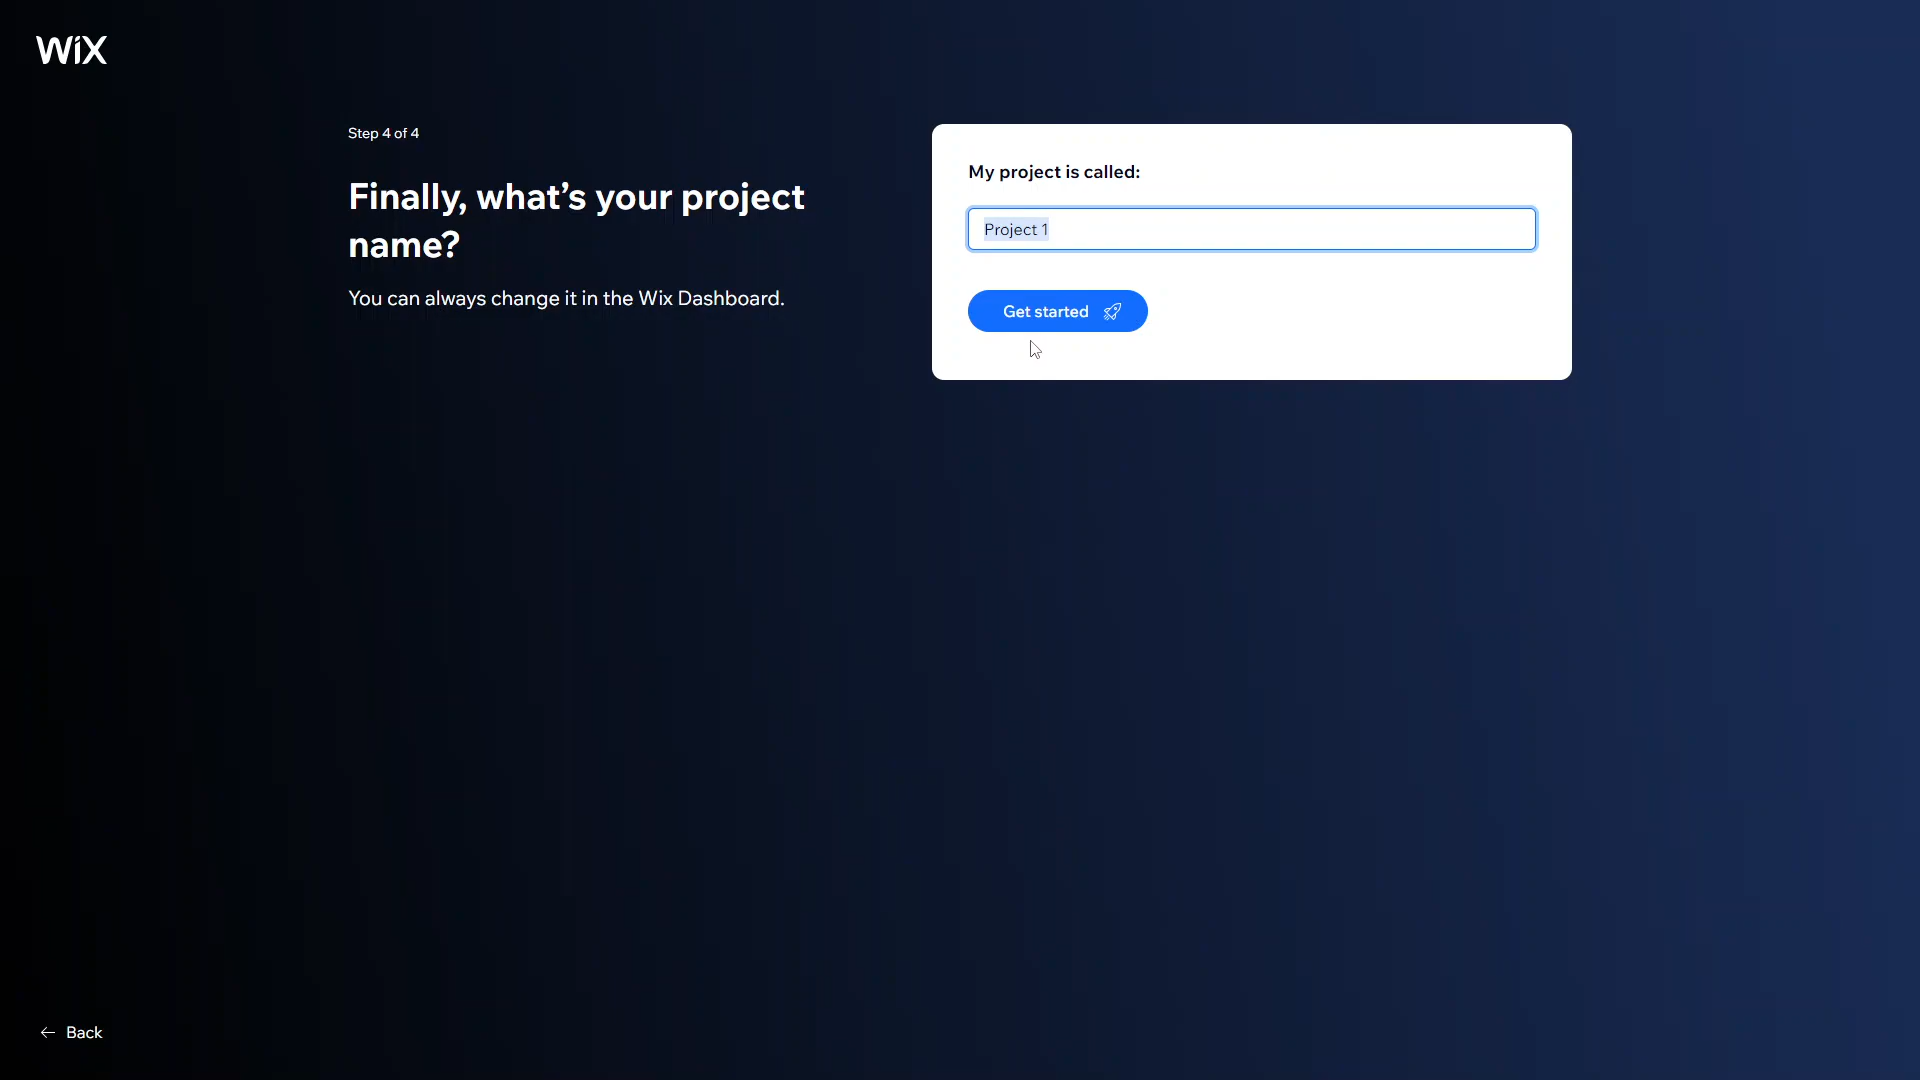 WiX
Step 4 of 4
Finally, what’s your project
name?
You can always change it in the Wix Dashboard.
My project is called:
Project 1
Get started
Back